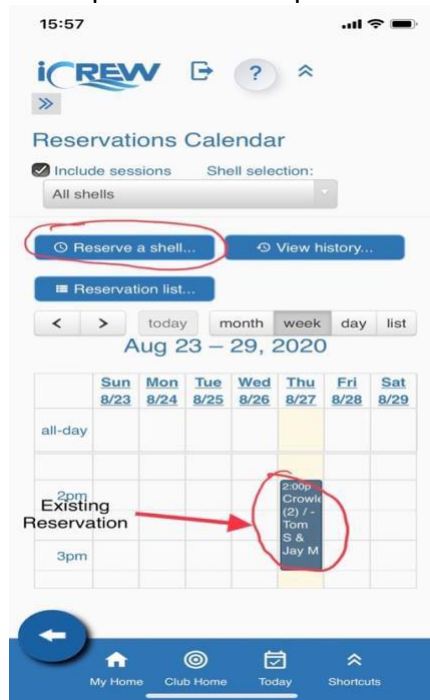 15:57
iCREW
?
Reservations Calendar
Include sessions Shell selection:
All shells
Reserve a shell... View history...
Reservation list...
< > today month week day list
Aug 23 – 29, 2020
Sun Mon Tue Wed Thu Fri Sat
8/23 8/24 8/25 8/26 8/27 8/28 8/29
all-day
2pm
Existing
Reservation
3pm
2:00p
Crowle
(2) / -
Tom
S &
Jay M
My Home Club Home Today Shortcuts